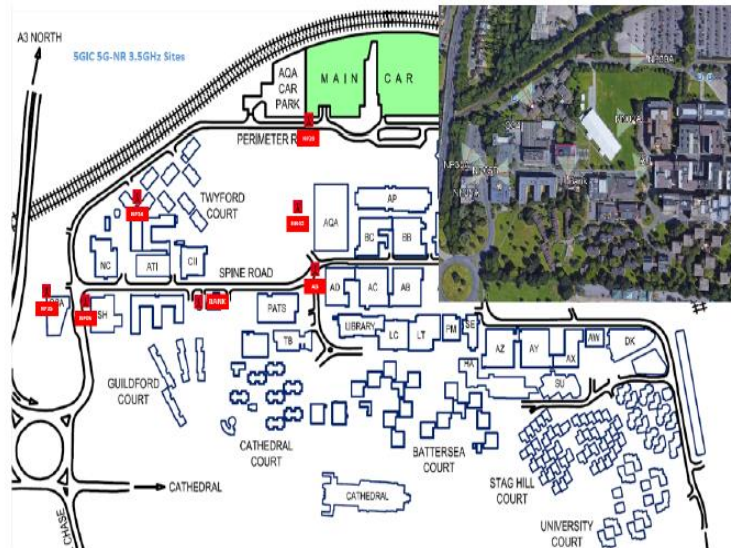 A3 NORTH
5GIC 5G-NR 3.5GHz Sites
AQA
CAR
PARK
MAIN CAR
PERIMETER R
TWYFORD
COURT
AQA
AP
BC
BB
NC
ATI
CII
SPINE ROAD
AD
AC
AB
SH
BANK
PATS
LIBRARY
LC
LT
PM
SE
TB
HA
AZ
AY
AX
AW
DK
SU
GUILDFORD
COURT
CATHEDRAL
COURT
BATTERSEA
COURT
STAG HILL
COURT
UNIVERSITY
COURT
CATHEDRAL
CATHEDRAL
CHASE